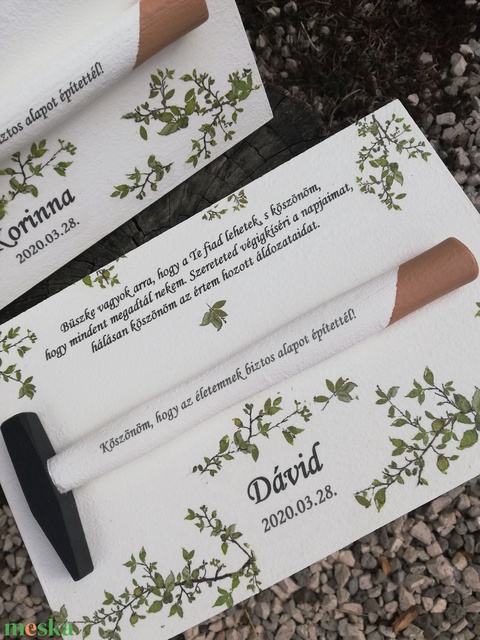 biztos alapot építettél!
Korinna
2020.03.28.
Büszke vagyok arra, hogy a Te fiad lehetek, s köszönöm,
hogy mindent megadtál nekem. Szereteted végigkíséri a napjaimat,
hálásan köszönöm az értem hozott áldozataidat.
Köszönöm, hogy az életemnek biztos alapot építettél!
Dávid
2020.03.28.
meska